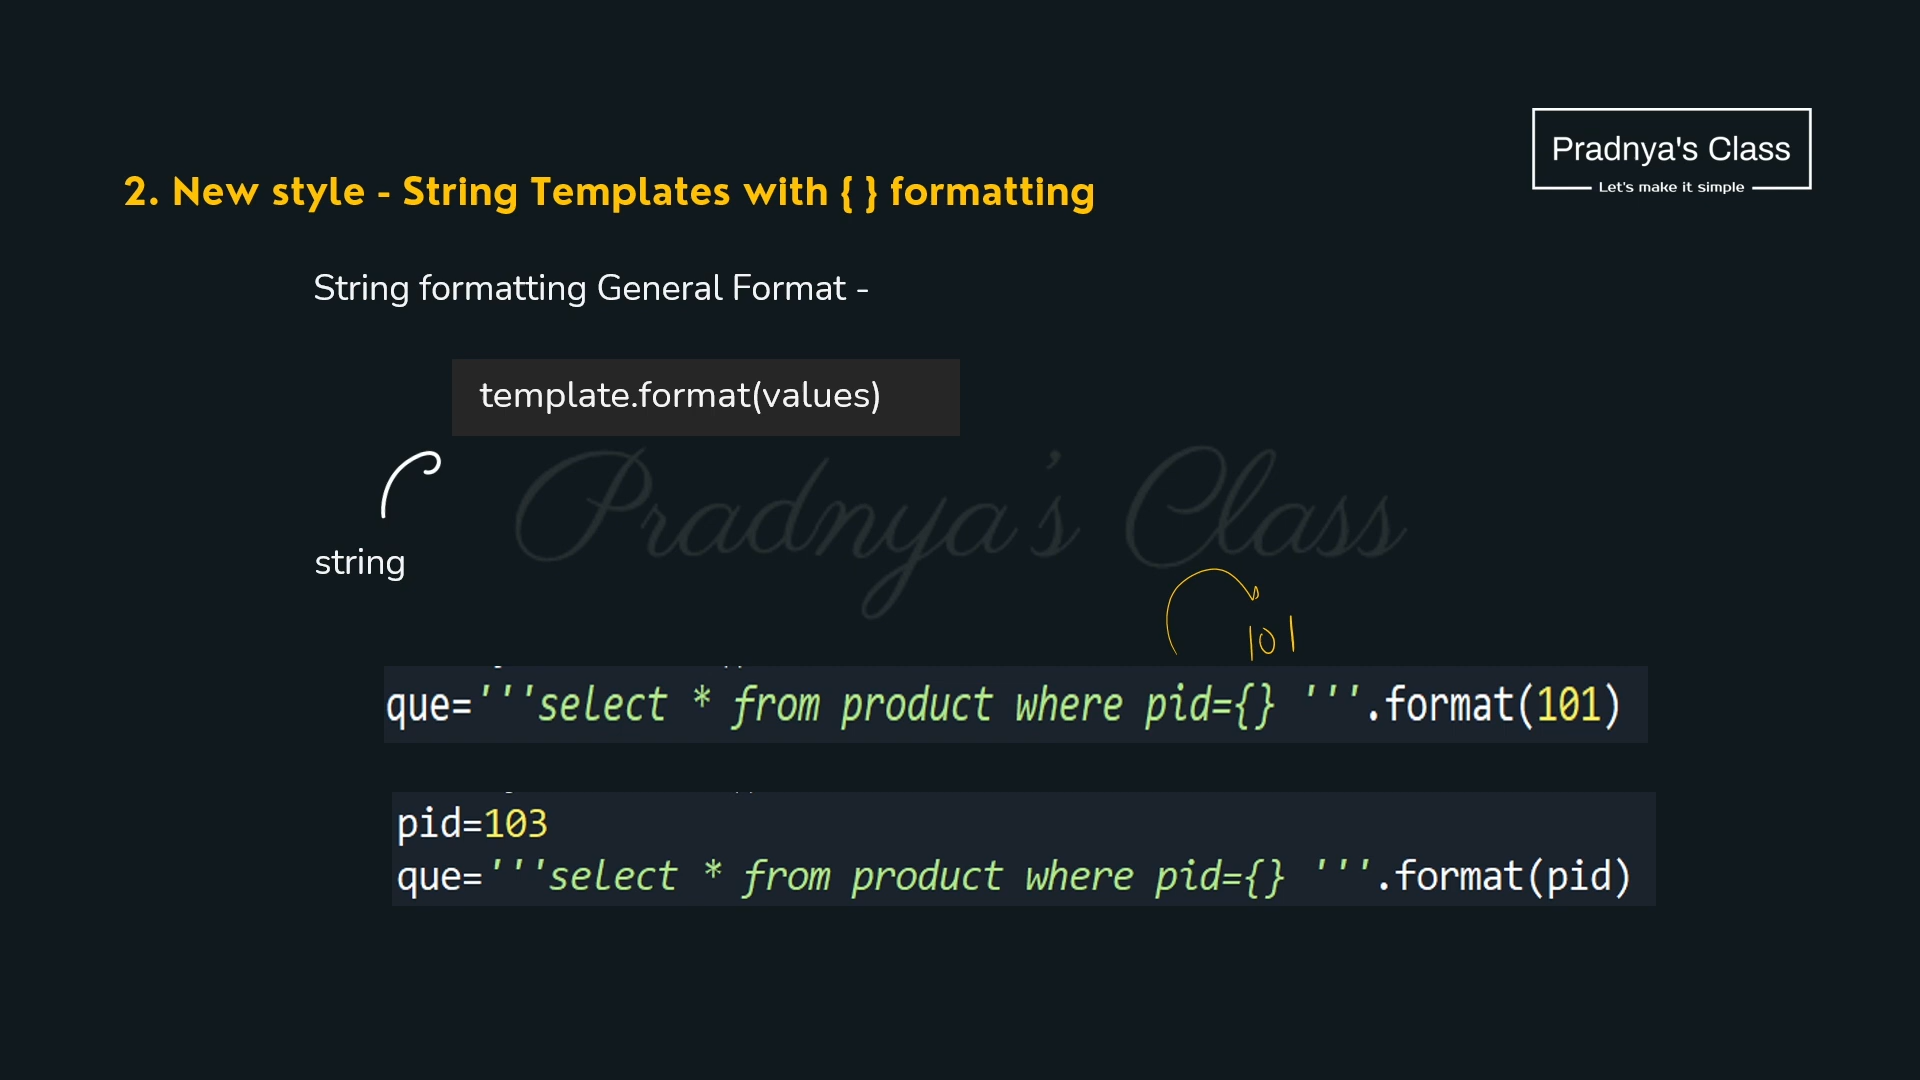 Pradnya's Class
Let's make it simple
2. New style - String Templates with { } formatting
String formatting General Format -
template.format(values)
Pradnya's Class
string
101
que='''select * from product where pid={} '''.format(101)
pid=103
que='''select * from product where pid={} '''.format(pid)